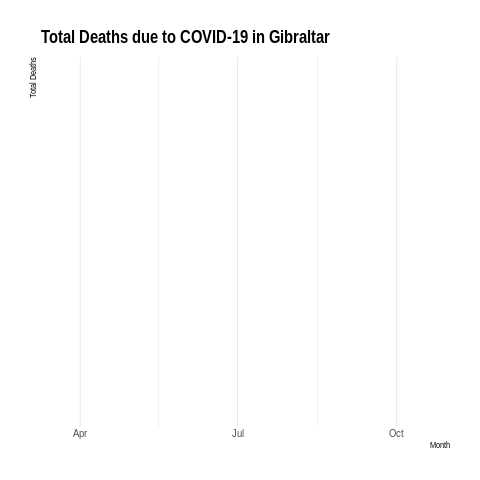 Total Deaths due to COVID-19 in Gibraltar
Total Deaths
Apr Jul Oct
Month